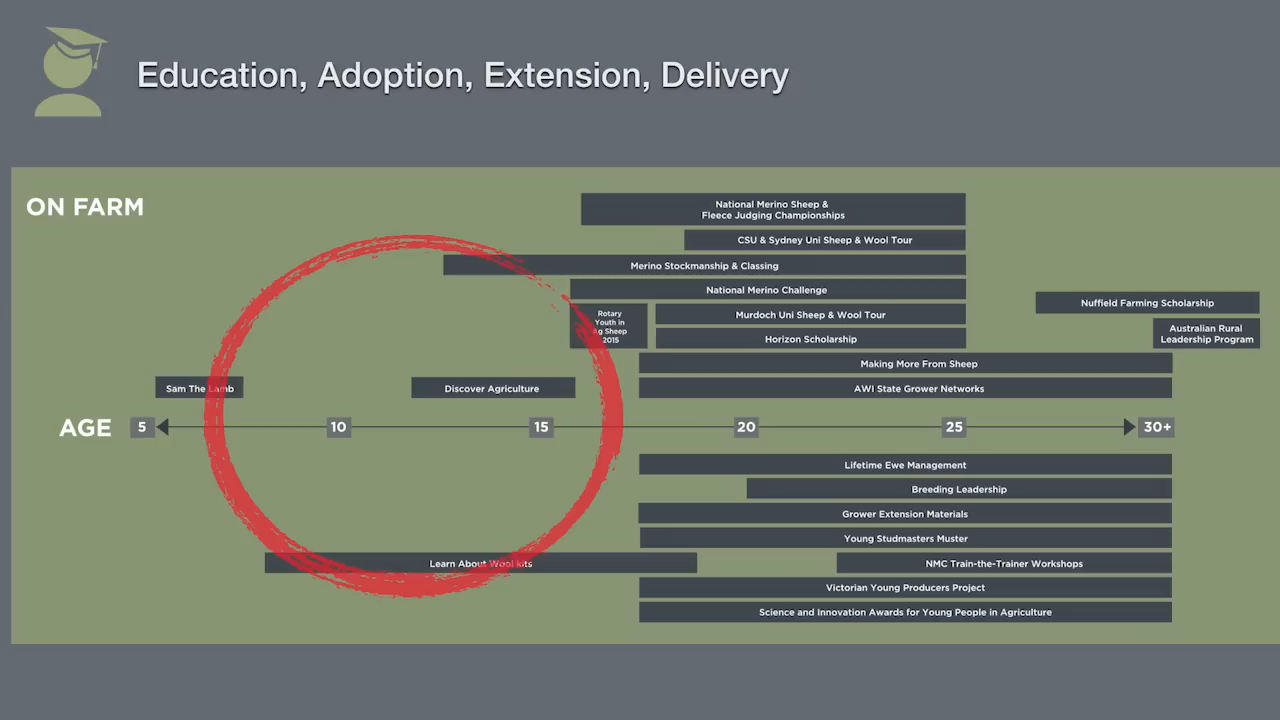 Education, Adoption, Extension, Delivery
ON FARM
National Merino Sheep &
Fleece Judging Championships
CSU & Sydney Uni Sheep & Wool Tour
Merino Stockmanship & Classing
National Merino Challenge
Rotary
Youth in
Ag Sheep
2015
Murdoch Uni Sheep & Wool Tour
Horizon Scholarship
Nuffield Farming Scholarship
Australian Rural
Leadership Program
Making More From Sheep
Sam The Lamb
Discover Agriculture
AWI State Grower Networks
AGE 5 10 15 20 25 30+
Lifetime Ewe Management
Breeding Leadership
Grower Extension Materials
Young Studmasters Muster
Learn About Wool kits
NMC Train-the-Trainer Workshops
Victorian Young Producers Project
Science and Innovation Awards for Young People in Agriculture